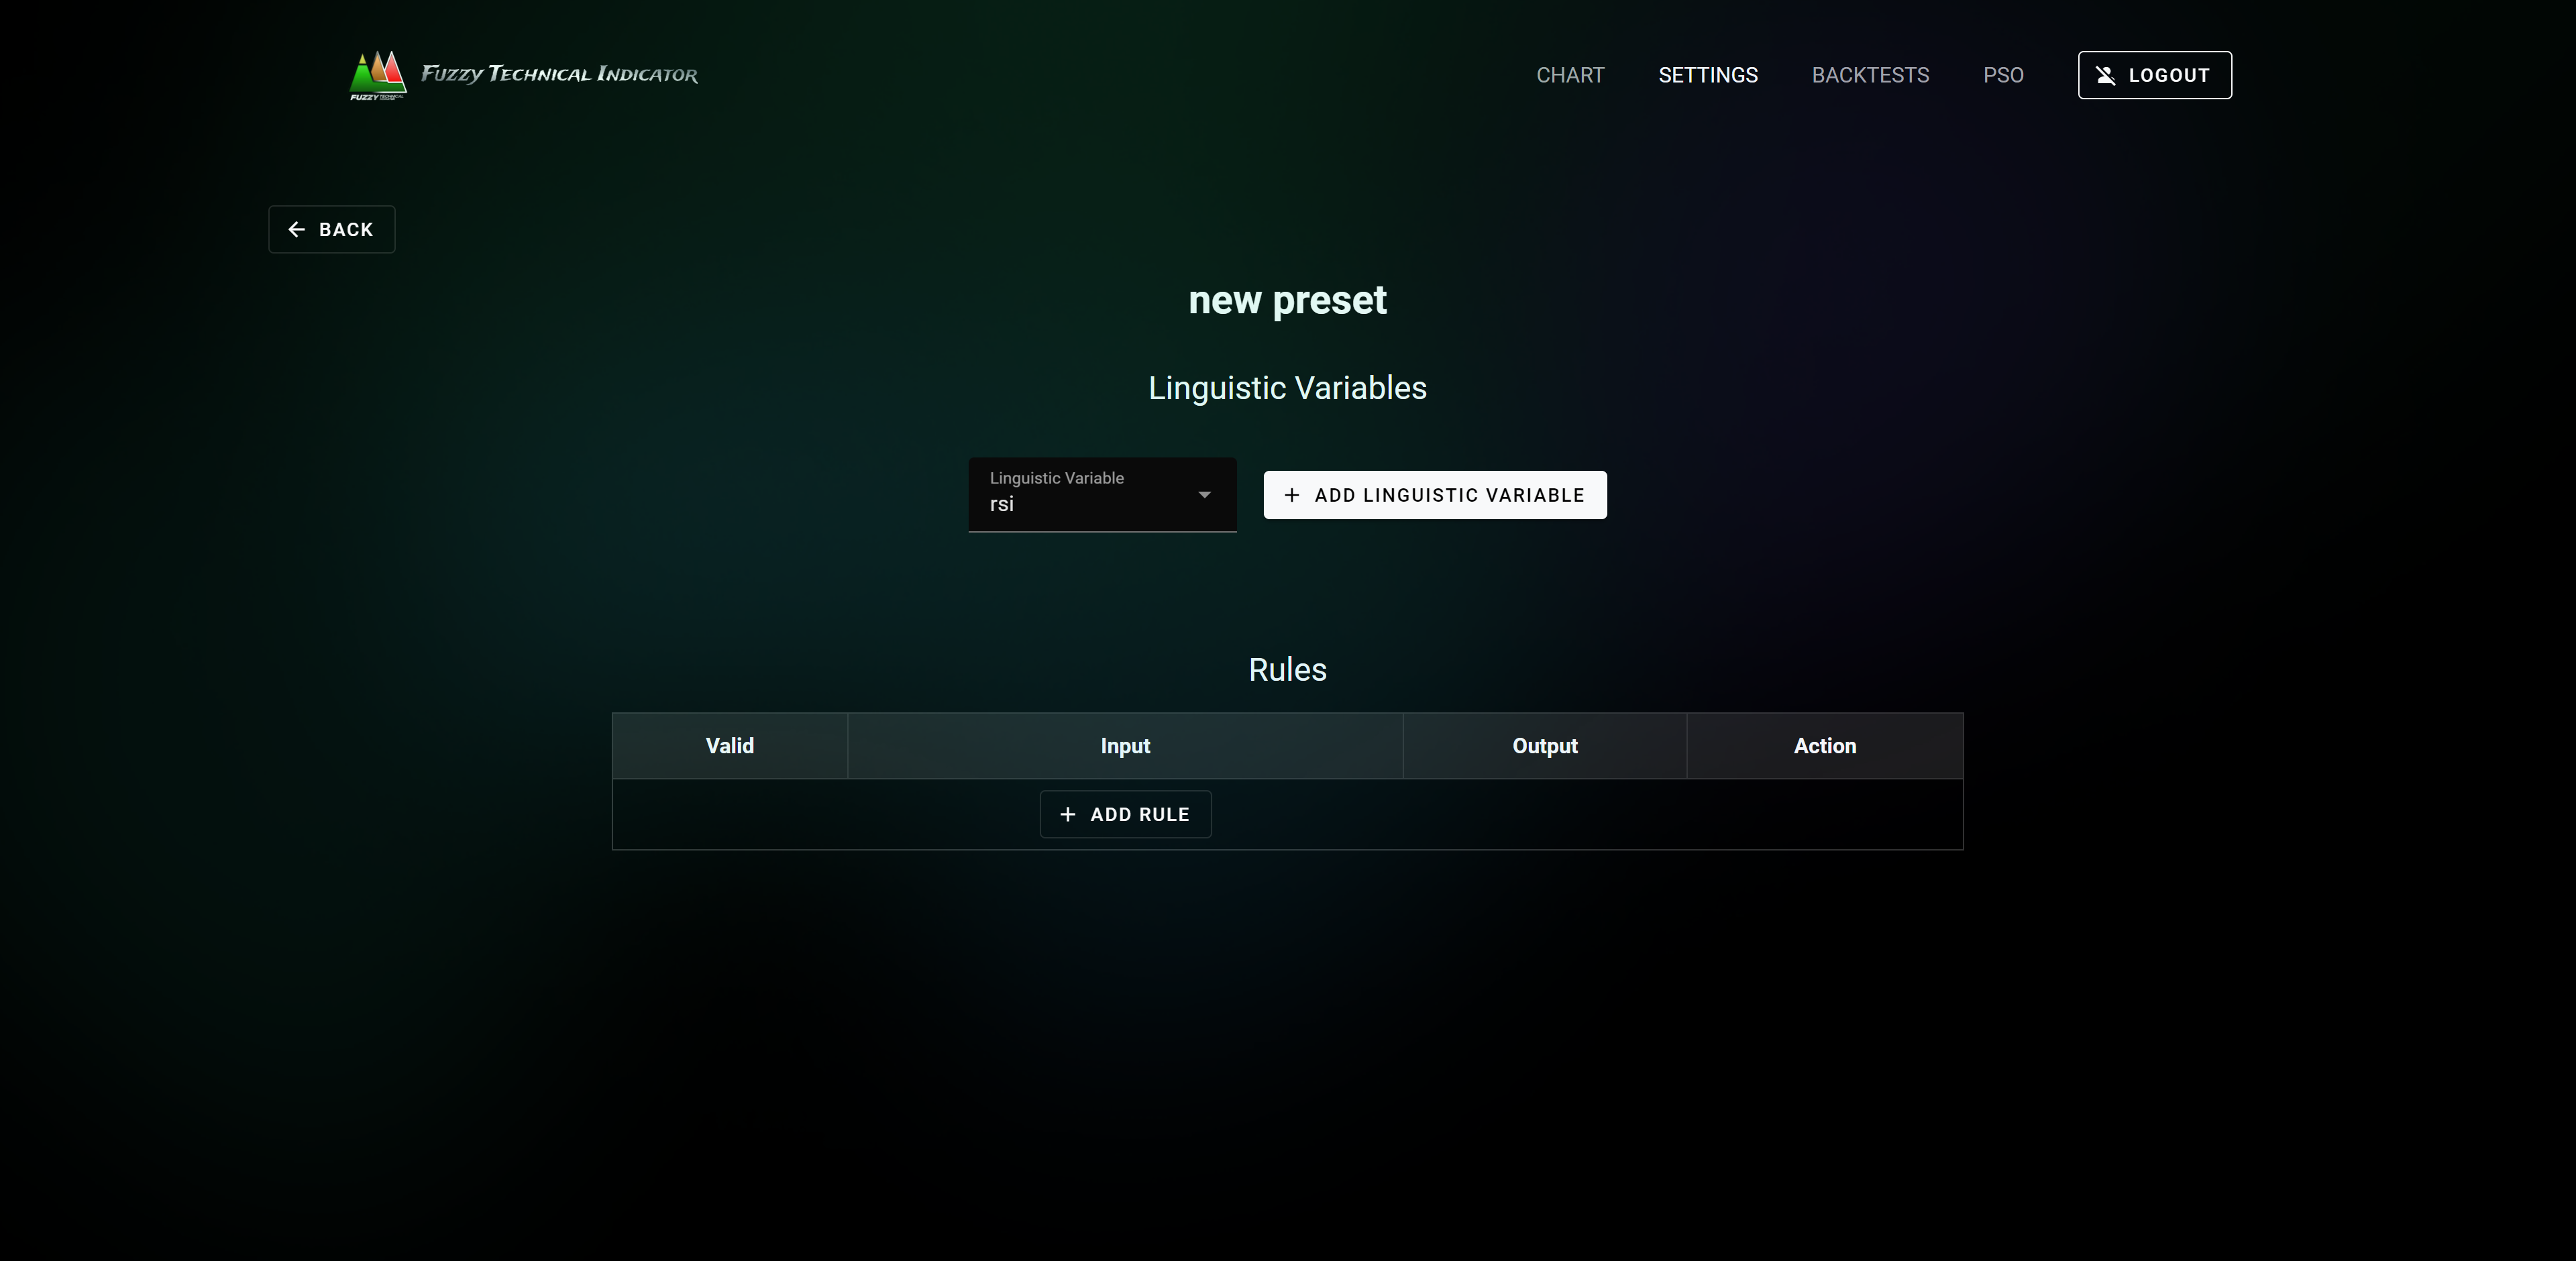 FUZZY
Fuzzy Technical Indicator
CHART
SETTINGS
BACKTESTS
PSO
LOGOUT
BACK
new preset
Linguistic Variables
Linguistic Variable
rsi
ADD LINGUISTIC VARIABLE
Rules
Valid
Input
Output
Action
ADD RULE